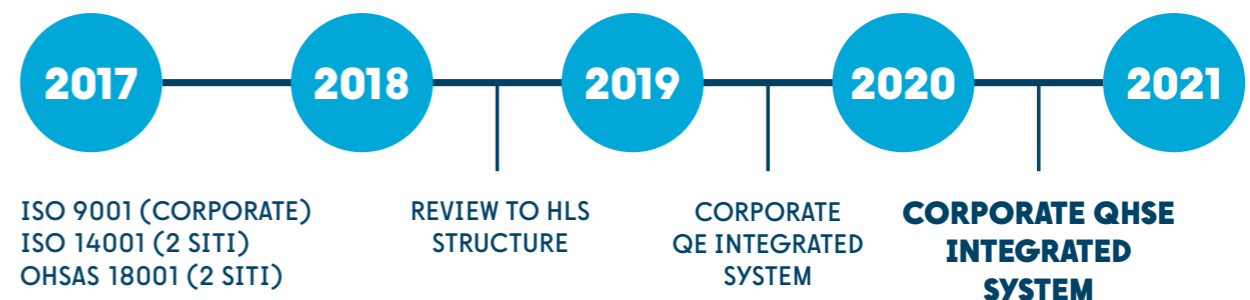 2017
2018
2019
2020
2021
ISO 9001 (CORPORATE)
ISO 14001 (2 SITI)
OHSAS 18001 (2 SITI)
REVIEW TO HLS
STRUCTURE
CORPORATE
QE INTEGRATED
SYSTEM
CORPORATE QHSE
INTEGRATED
SYSTEM